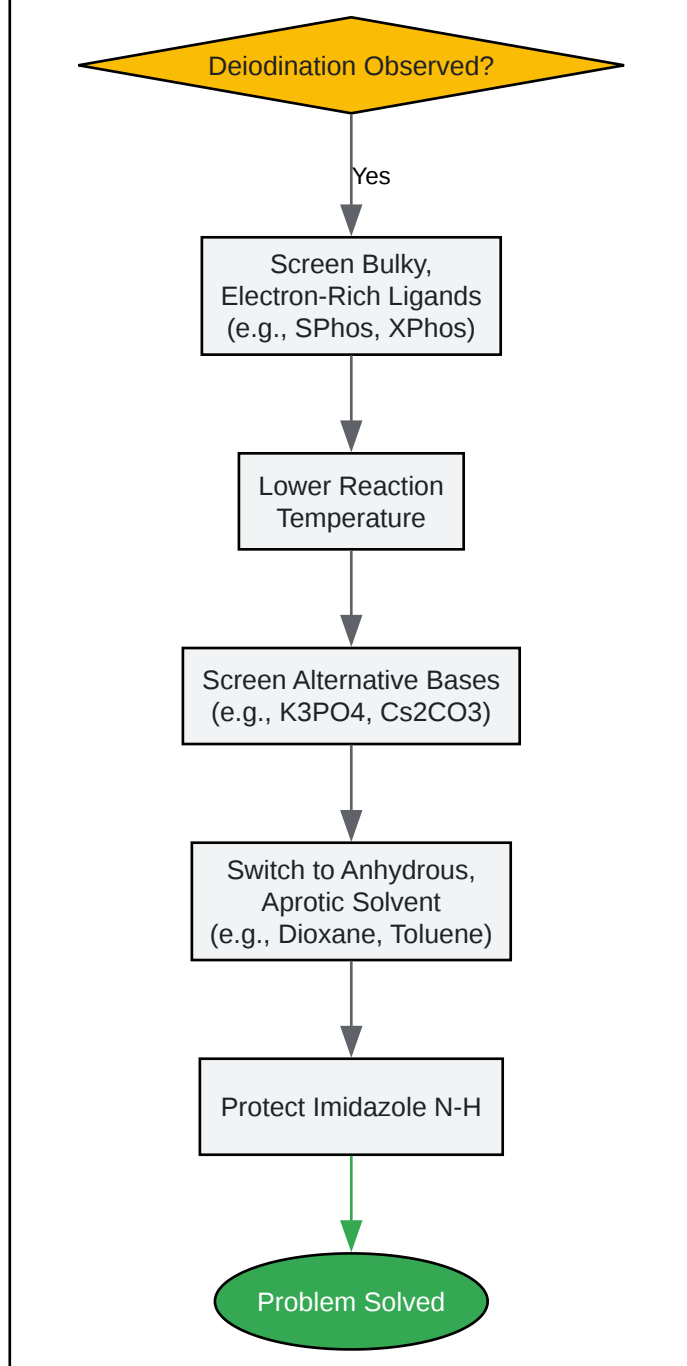 Deiodination Observed?
Yes
Screen Bulky,
Electron-Rich Ligands
(e.g., SPhos, XPhos)
Lower Reaction
Temperature
Screen Alternative Bases
(e.g., K3PO4, Cs2CO3)
Switch to Anhydrous,
Aprotic Solvent
(e.g., Dioxane, Toluene)
Protect Imidazole N-H
Problem Solved